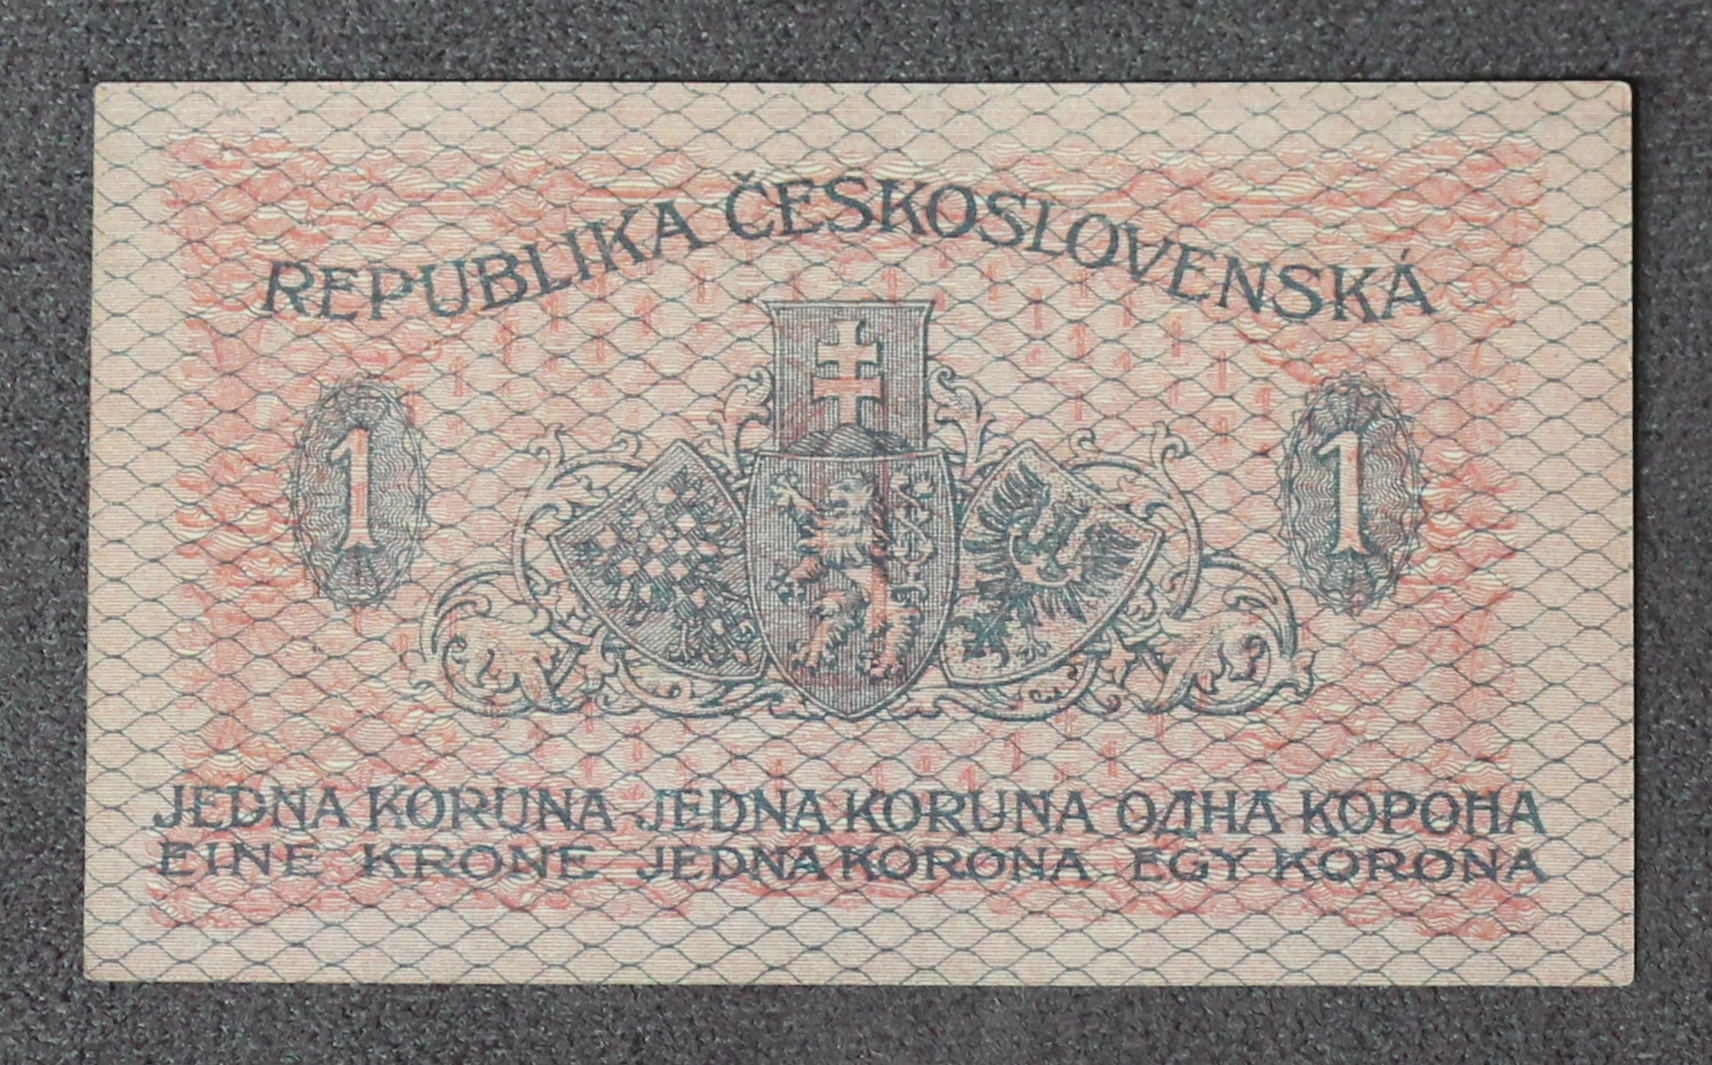 REPUBLIKA ČESKOSLOVENSKÁ
1 1
JEDNA KORUNA JEDNA KORUNA ОДНА КОРОНА
EINE KRONE JEDNA KORONA EGY KORONA